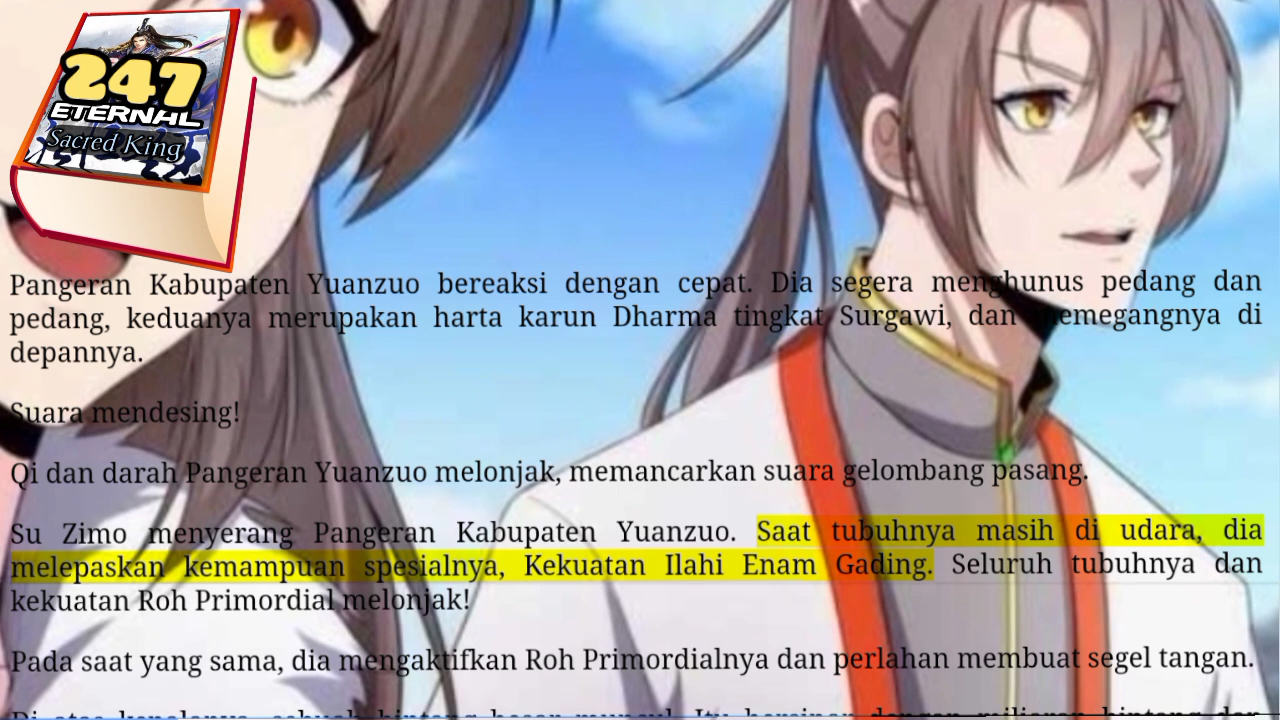 247
ETERNAL
Sacred King
Pangeran Kabupaten Yuanzuo bereaksi dengan cepat. Dia segera menghunus pedang dan
pedang, keduanya merupakan harta karun Dharma tingkat Surgawi, dan memegangnya di
depannya.
Suara mendesing!
Qi dan darah Pangeran Yuanzuo melonjak, memancarkan suara gelombang pasang.
Su Zimo menyerang Pangeran Kabupaten Yuanzuo. Saat tubuhnya masih di udara, dia
melepaskan kemampuan spesialnya, Kekuatan Ilahi Enam Gading. Seluruh tubuhnya dan
kekuatan Roh Primordial melonjak!
Pada saat yang sama, dia mengaktifkan Roh Primordialnya dan perlahan membuat segel tangan.